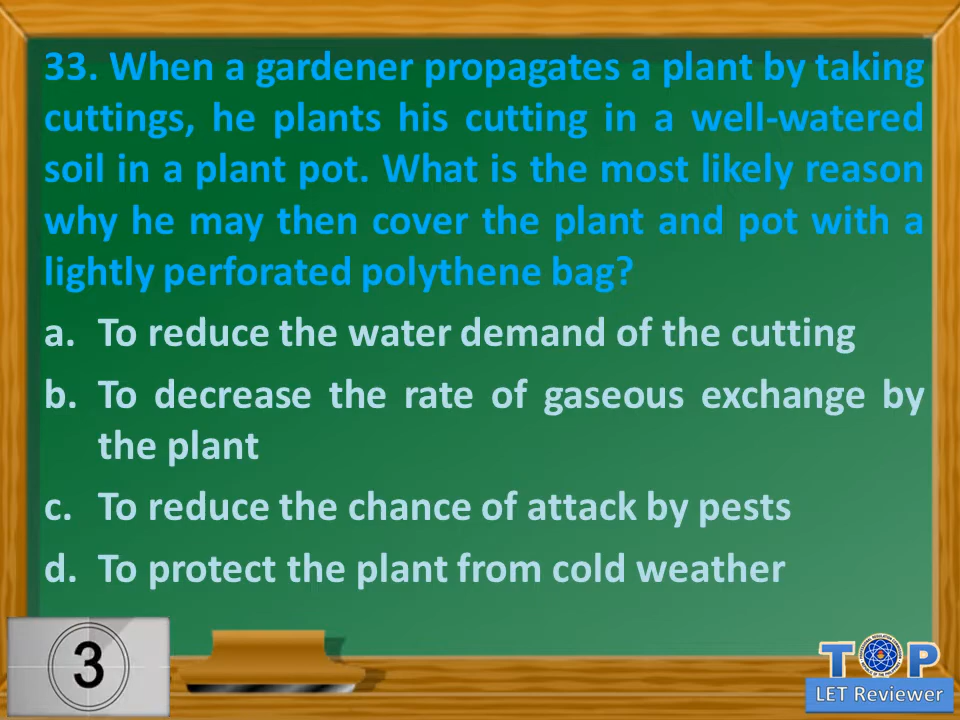 33. When a gardener propagates a plant by taking
cuttings, he plants his cutting in a well-watered
soil in a plant pot. What is the most likely reason
why he may then cover the plant and pot with a
lightly perforated polythene bag?
a. To reduce the water demand of the cutting
b. To decrease the rate of gaseous exchange by
the plant
c. To reduce the chance of attack by pests
d. To protect the plant from cold weather
3
TOP
LET Reviewer